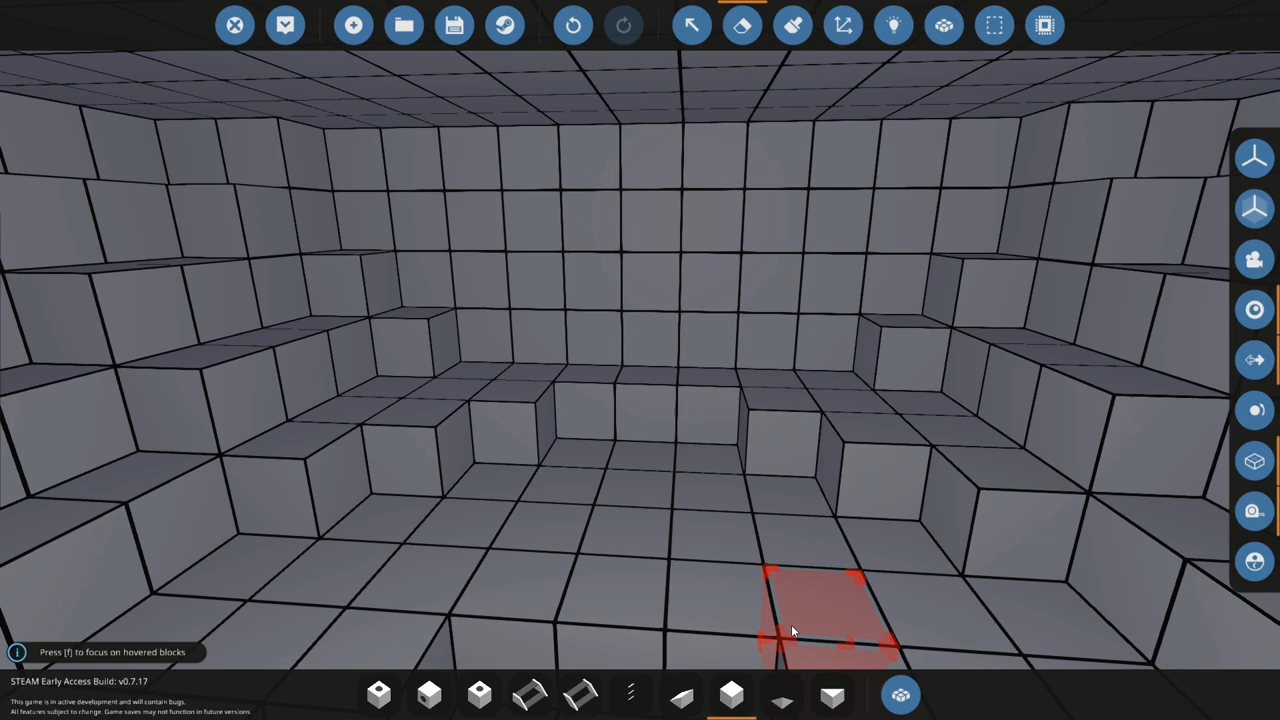 Press [f] to focus on hovered blocks
STEAM Early Access Build: v0.7.17
This game is in active development and will contain bugs.
All features subject to change. Game saves may not function in future versions.